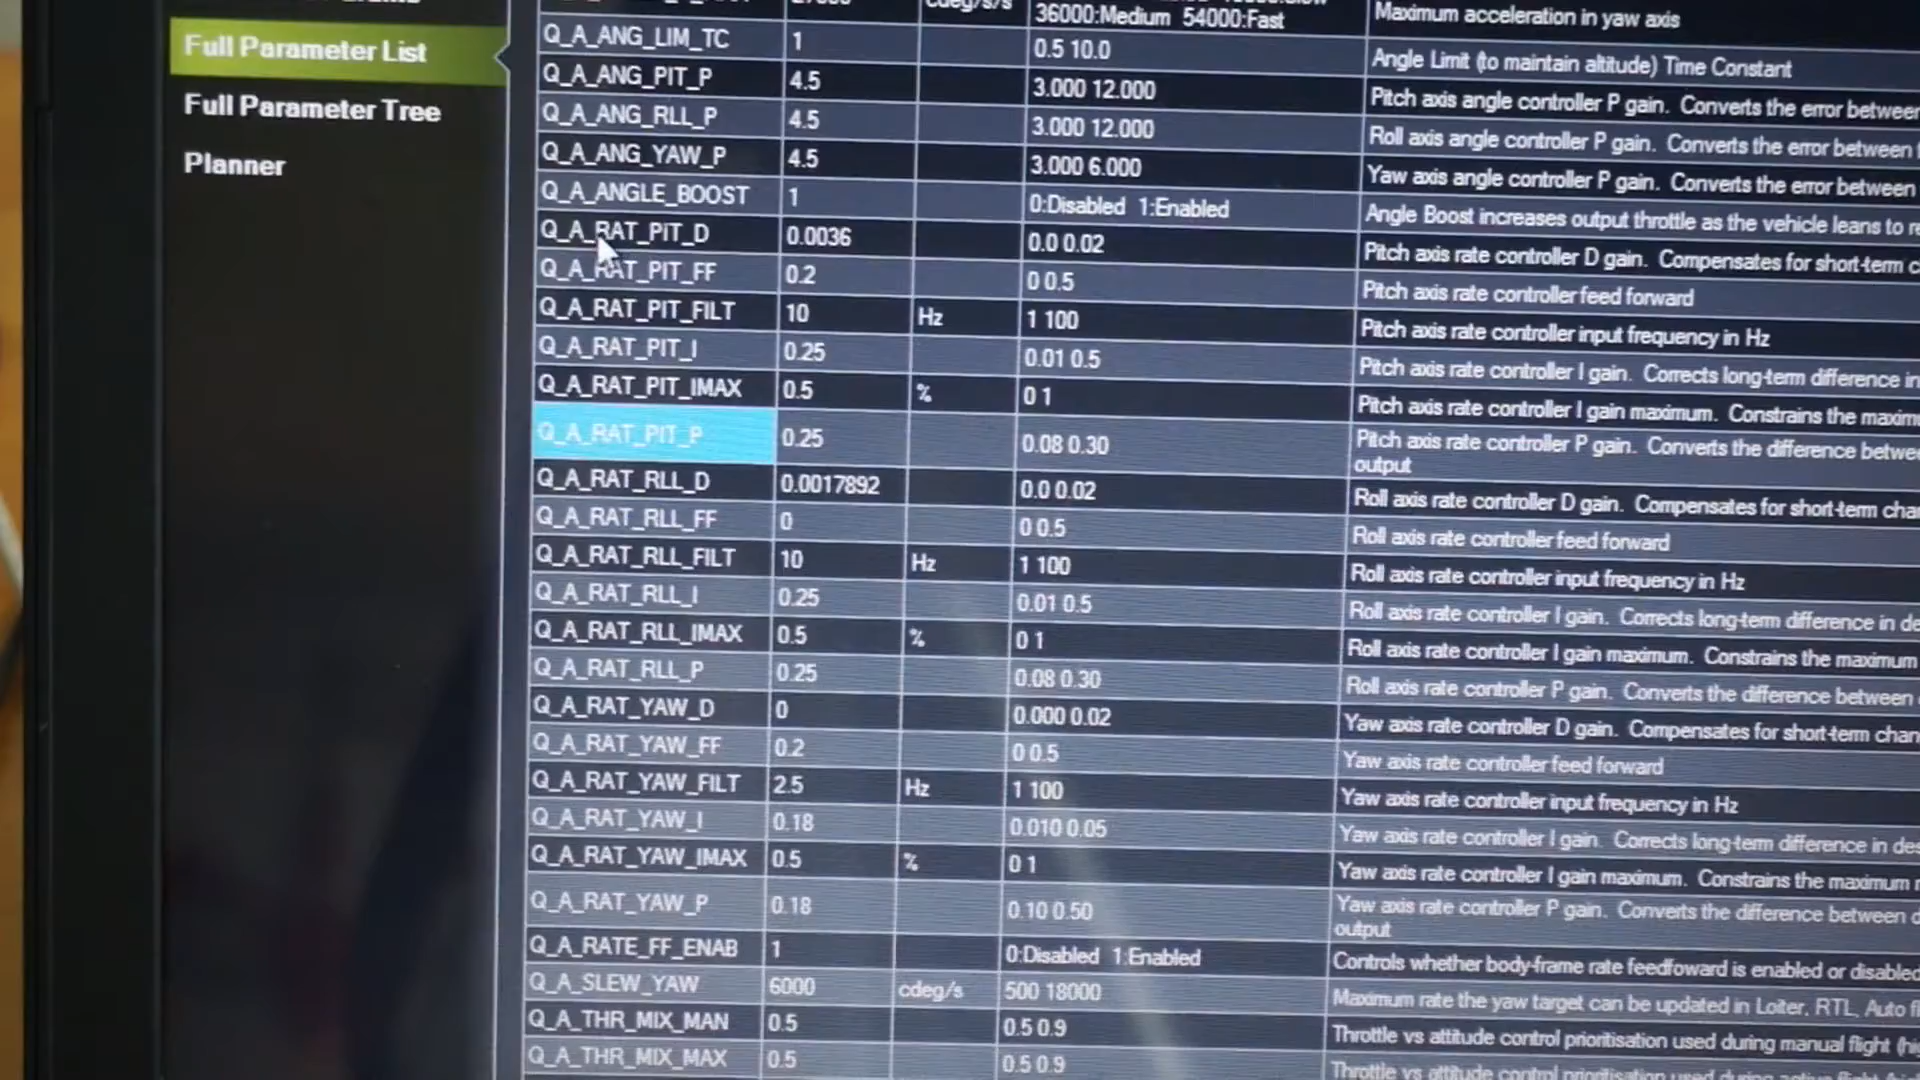 Full Parameter List
Full Parameter Tree
Planner
36000:Medium 54000:Fast Maximum acceleration in yaw axis
Q_A_ANG_LIM_TC 1 0.5 10.0 Angle Limit (to maintain altitude) Time Constant
Q_A_ANG_PIT_P 4.5 3.000 12.000 Pitch axis angle controller P gain. Converts the error between
Q_A_ANG_RLL_P 4.5 3.000 12.000 Roll axis angle controller P gain. Converts the error between
Q_A_ANG_YAW_P 4.5 3.000 6.000 Yaw axis angle controller P gain. Converts the error between
Q_A_ANGLE_BOOST 1 0:Disabled 1:Enabled Angle Boost increases output throttle as the vehicle leans to
Q_A_RAT_PIT_D 0.0036 0.0 0.02 Pitch axis rate controller D gain. Compensates for short-term
Q_A_RAT_PIT_FF 0.2 0 0.5 Pitch axis rate controller feed forward
Q_A_RAT_PIT_FILT 10 Hz 1 100 Pitch axis rate controller input frequency in Hz
Q_A_RAT_PIT_I 0.25 0.01 0.5 Pitch axis rate controller I gain. Corrects long-term difference in
Q_A_RAT_PIT_IMAX 0.5 % 0 1 Pitch axis rate controller I gain maximum. Constrains the
Q_A_RAT_PIT_P 0.25 0.08 0.30 Pitch axis rate controller P gain. Converts the difference
output
Q_A_RAT_RLL_D 0.0017892 0.0 0.02 Roll axis rate controller D gain. Compensates for short-term
Q_A_RAT_RLL_FF 0 0 0.5 Roll axis rate controller feed forward
Q_A_RAT_RLL_FILT 10 Hz 1 100 Roll axis rate controller input frequency in Hz
Q_A_RAT_RLL_I 0.25 0.01 0.5 Roll axis rate controller I gain. Corrects long-term difference in
Q_A_RAT_RLL_IMAX 0.5 % 0 1 Roll axis rate controller I gain maximum. Constrains the maximum
Q_A_RAT_RLL_P 0.25 0.08 0.30 Roll axis rate controller P gain. Converts the difference between
Q_A_RAT_YAW_D 0 0.000 0.02 Yaw axis rate controller D gain. Compensates for short-term
Q_A_RAT_YAW_FF 0.2 0 0.5 Yaw axis rate controller feed forward
Q_A_RAT_YAW_FILT 2.5 Hz 1 100 Yaw axis rate controller input frequency in Hz
Q_A_RAT_YAW_I 0.18 0.010 0.05 Yaw axis rate controller I gain. Corrects long-term difference in
Q_A_RAT_YAW_IMAX 0.5 % 0 1 Yaw axis rate controller I gain maximum. Constrains the maximum
Q_A_RAT_YAW_P 0.18 0.10 0.50 Yaw axis rate controller P gain. Converts the difference between
output
Q_A_RATE_FF_ENAB 1 0:Disabled 1:Enabled Controls whether body-frame rate feedfoward is enabled or disabled
Q_A_SLEW_YAW 6000 cdeg/s 500 18000 Maximum rate the yaw target can be updated in Loiter, RTL, Auto
Q_A_THR_MIX_MAN 0.5 0.5 0.9 Throttle vs attitude control prioritisation used during manual flight
Q_A_THR_MIX_MAX 0.5 0.5 0.9 Throttle vs attitude control prioritisation used during active flight